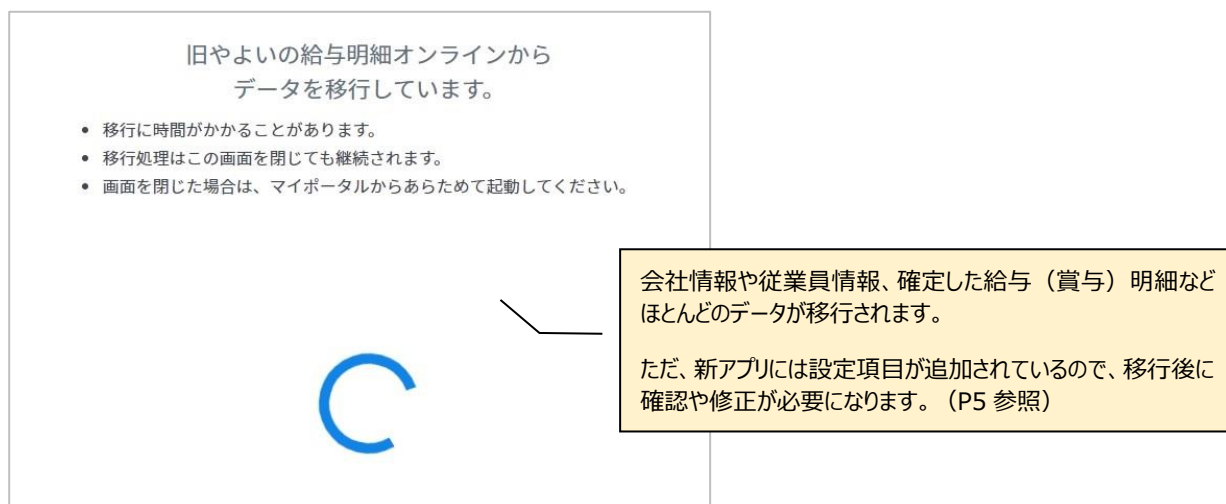 旧やよいの給与明細オンラインから
データを移行しています。
• 移行に時間がかかることがあります。
• 移行処理はこの画面を閉じても継続されます。
• 画面を閉じた場合は、マイポータルからあらためて起動してください。
会社情報や従業員情報、確定した給与（賞与）明細など
ほとんどのデータが移行されます。
ただ、新アプリには設定項目が追加されているので、移行後に
確認や修正が必要になります。（P5 参照）